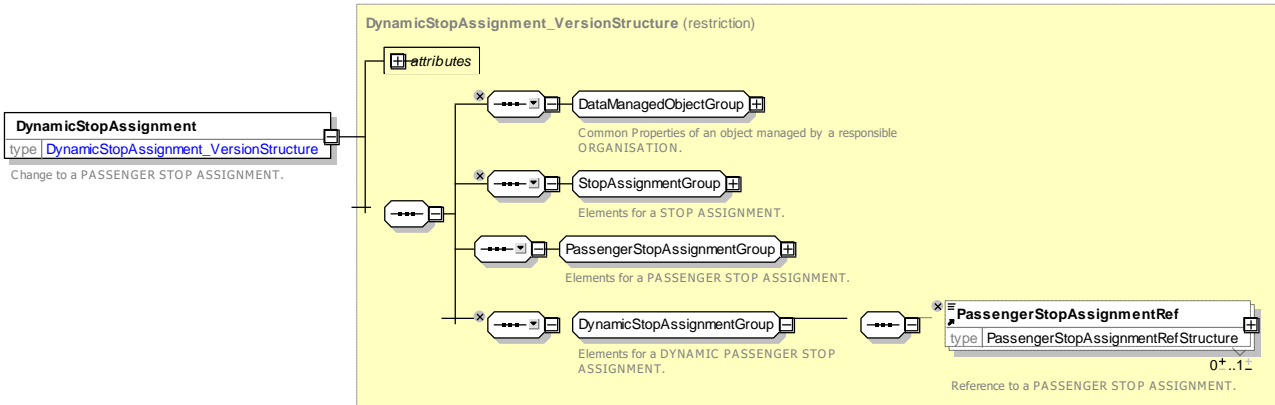 DynamicStopAssignment_VersionStructure (restriction)
attributes
DataManagedObjectGroup
Common Properties of an object managed by a responsible
ORGANISATION.
DynamicStopAssignment
type DynamicStopAssignment_VersionStructure
Change to a PASSENGER STOP ASSIGNMENT.
StopAssignmentGroup
Elements for a STOP ASSIGNMENT.
PassengerStopAssignmentGroup
Elements for a PASSENGER STOP ASSIGNMENT.
DynamicStopAssignmentGroup
Elements for a DYNAMIC PASSENGER STOP
ASSIGNMENT.
PassengerStopAssignmentRef
type PassengerStopAssignmentRefStructure
0..1
Reference to a PASSENGER STOP ASSIGNMENT.